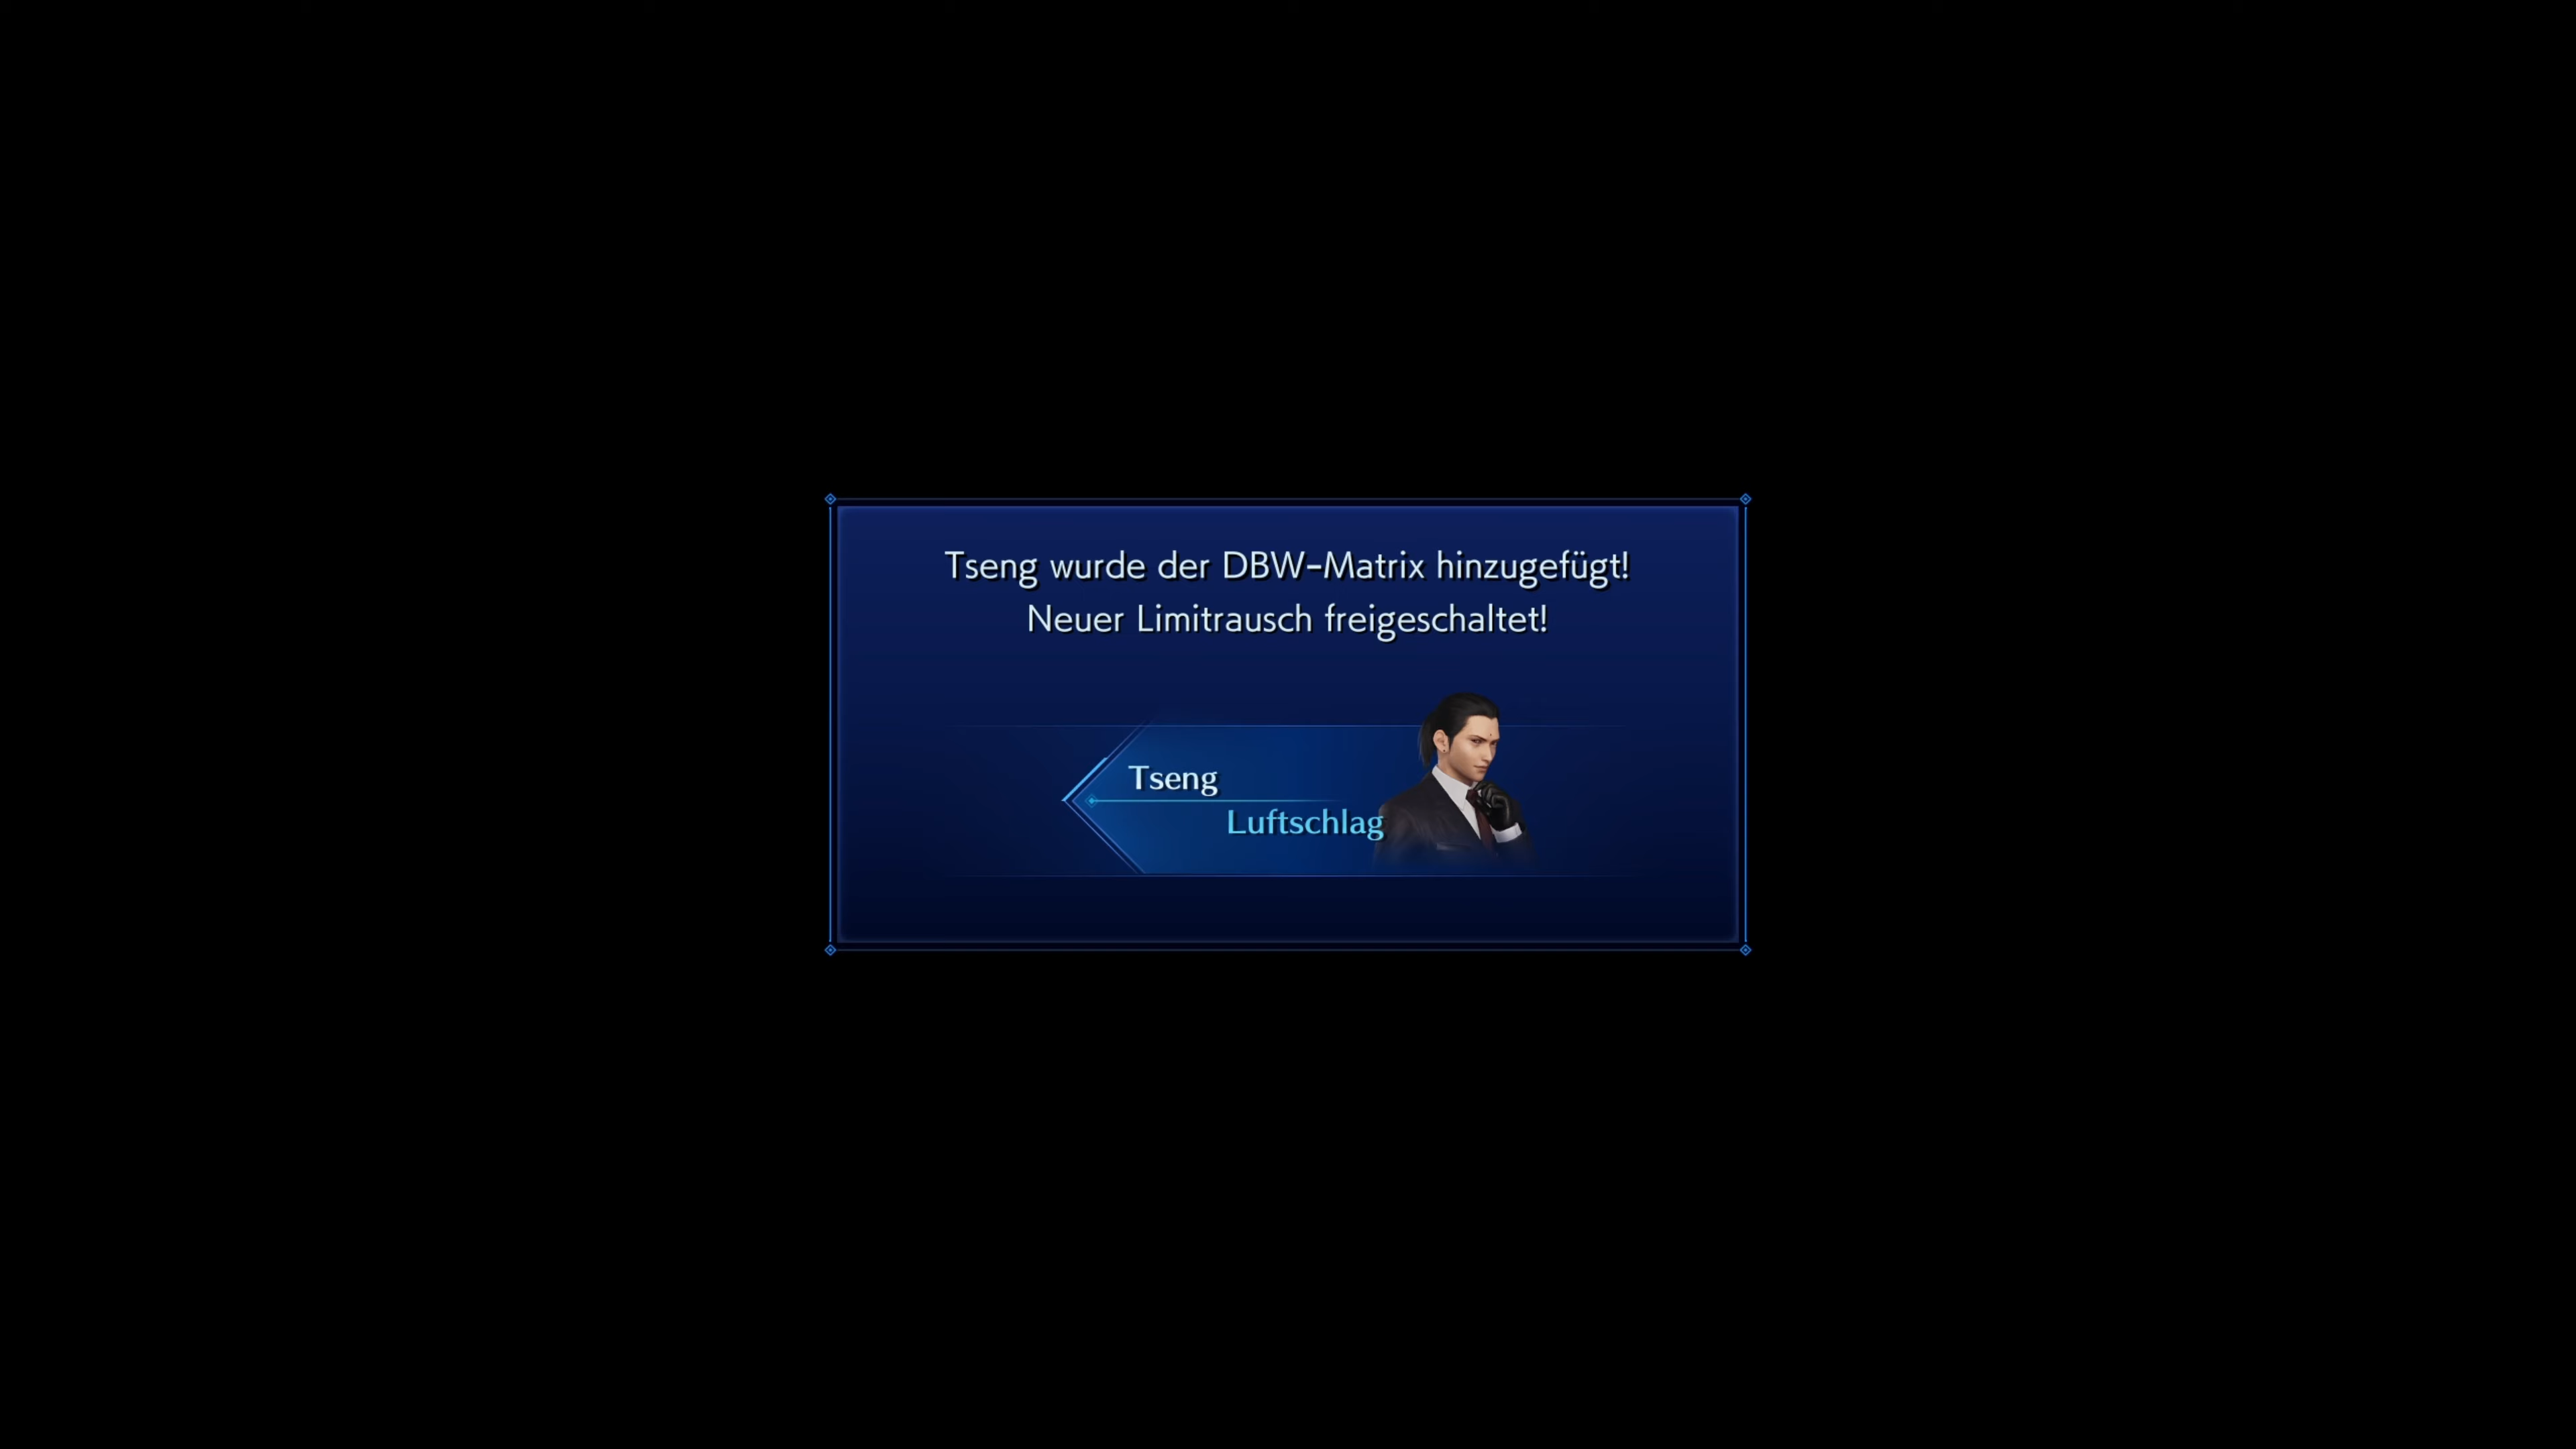 Tseng wurde der DBW-Matrix hinzugefügt!
Neuer Limitrausch freigeschaltet!
Tseng
Luftschlag